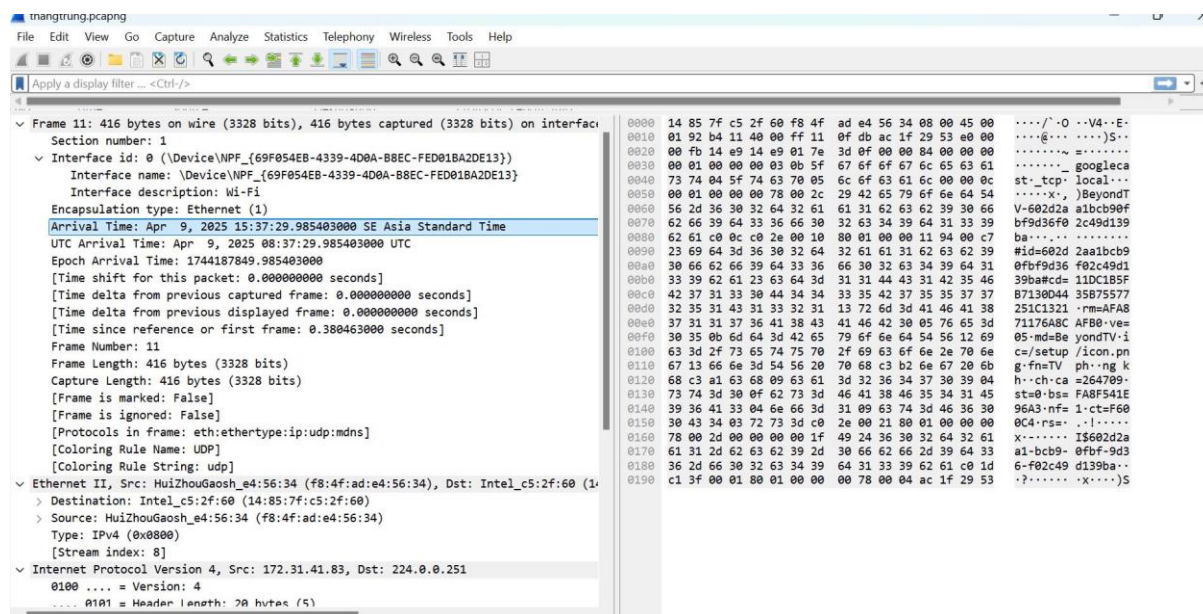 thangtrung.pcapng
File Edit View Go Capture Analyze Statistics Telephony Wireless Tools Help
Apply a display filter ... <Ctrl-/>
Frame 11: 416 bytes on wire (3328 bits), 416 bytes captured (3328 bits) on interface
Section number: 1
Interface id: 0 (\Device\NPF_{69F054EB-4339-4D0A-B8EC-FED01BA2DE13})
Interface name: \Device\NPF_{69F054EB-4339-4D0A-B8EC-FED01BA2DE13}
Interface description: Wi-Fi
Encapsulation type: Ethernet (1)
Arrival Time: Apr 9, 2025 15:37:29.985403000 SE Asia Standard Time
UTC Arrival Time: Apr 9, 2025 08:37:29.985403000 UTC
Epoch Arrival Time: 1744187849.985403000
[Time shift for this packet: 0.000000000 seconds]
[Time delta from previous captured frame: 0.000000000 seconds]
[Time delta from previous displayed frame: 0.000000000 seconds]
[Time since reference or first frame: 0.380463000 seconds]
Frame Number: 11
Frame Length: 416 bytes (3328 bits)
Capture Length: 416 bytes (3328 bits)
[Frame is marked: False]
[Frame is ignored: False]
[Protocols in frame: eth:ethertype:ip:udp:mdns]
[Coloring Rule Name: UDP]
[Coloring Rule String: udp]
Ethernet II, Src: HuiZhouGaosh_e4:56:34 (f8:4f:ad:e4:56:34), Dst: Intel_c5:2f:60 (14
Destination: Intel_c5:2f:60 (14:85:7f:c5:2f:60)
Source: HuiZhouGaosh_e4:56:34 (f8:4f:ad:e4:56:34)
Type: IPv4 (0x0800)
[Stream index: 8]
Internet Protocol Version 4, Src: 172.31.41.83, Dst: 224.0.0.251
0100 .... = Version: 4
.... 0101 = Header Length: 20 bytes (5)
0000 14 85 7f c5 2f 60 f8 4f ad e4 56 34 08 00 45 00 ····/`·O ··V4··E·
0010 01 92 b4 11 40 00 ff 11 0f db ac 1f 29 53 e0 00 ····@··· ····)S··
0020 00 fb 14 e9 14 e9 01 7e 3d 0f 00 00 84 00 00 00 ·······~ =·······
0030 00 01 00 00 00 03 0b 5f 67 6f 6f 67 6c 65 63 61 ·······_ googleca
0040 73 74 04 5f 74 63 70 05 6c 6f 63 61 6c 00 00 0c st·_tcp· local···
0050 00 01 00 00 00 78 00 2c 29 42 65 79 6f 6e 64 54 ·····x·, )BeyondT
0060 56 2d 36 30 32 64 32 61 61 31 62 63 62 39 30 66 V-602d2a a1bcb90f
0070 62 66 39 64 33 36 66 30 32 63 34 39 64 31 33 39 bf9d36f0 2c49d139
0080 62 61 c0 0c c0 2e 00 10 80 01 00 00 11 94 00 c7 ba···.·· ········
0090 23 69 64 3d 36 30 32 64 32 61 61 31 62 63 62 39 #id=602d 2aa1bcb9
00a0 30 66 62 66 39 64 33 36 66 30 32 63 34 39 64 31 0fbf9d36 f02c49d1
00b0 33 39 62 61 23 63 64 3d 31 31 44 43 31 42 35 46 39ba#cd= 11DC1B5F
00c0 42 37 31 33 30 44 34 34 33 35 42 37 35 35 37 37 B7130D44 35B75577
00d0 32 35 31 43 31 33 32 31 13 72 6d 3d 41 46 41 38 251C1321 ·rm=AFA8
00e0 37 31 31 37 36 41 38 43 41 46 42 30 05 76 65 3d 71176A8C AFB0·ve=
00f0 30 35 0b 6d 64 3d 42 65 79 6f 6e 64 54 56 12 69 05·md=Be yondTV·i
0100 63 3d 2f 73 65 74 75 70 2f 69 63 6f 6e 2e 70 6e c=/setup /icon.pn
0110 67 13 66 6e 3d 54 56 20 70 68 c3 b2 6e 67 20 6b g·fn=TV ph··ng k
0120 68 c3 a1 63 68 09 63 61 3d 32 36 34 37 30 39 04 h··ch·ca =264709·
0130 73 74 3d 30 0f 62 73 3d 46 41 38 46 35 34 31 45 st=0·bs= FA8F541E
0140 39 36 41 33 04 6e 66 3d 31 09 63 74 3d 46 36 30 96A3·nf= 1·ct=F60
0150 30 43 34 03 72 73 3d c0 2e 00 21 80 01 00 00 00 0C4·rs=· .·!·····
0160 78 00 2d 00 00 00 00 1f 49 24 36 30 32 64 32 61 x·-····· I$602d2a
0170 61 31 2d 62 63 62 39 2d 30 66 62 66 2d 39 64 33 a1-bcb9- 0fbf-9d3
0180 36 2d 66 30 32 63 34 39 64 31 33 39 62 61 c0 1d 6-f02c49 d139ba··
0190 c1 3f 00 01 80 01 00 00 00 78 00 04 ac 1f 29 53 ·?······ ·x····)S